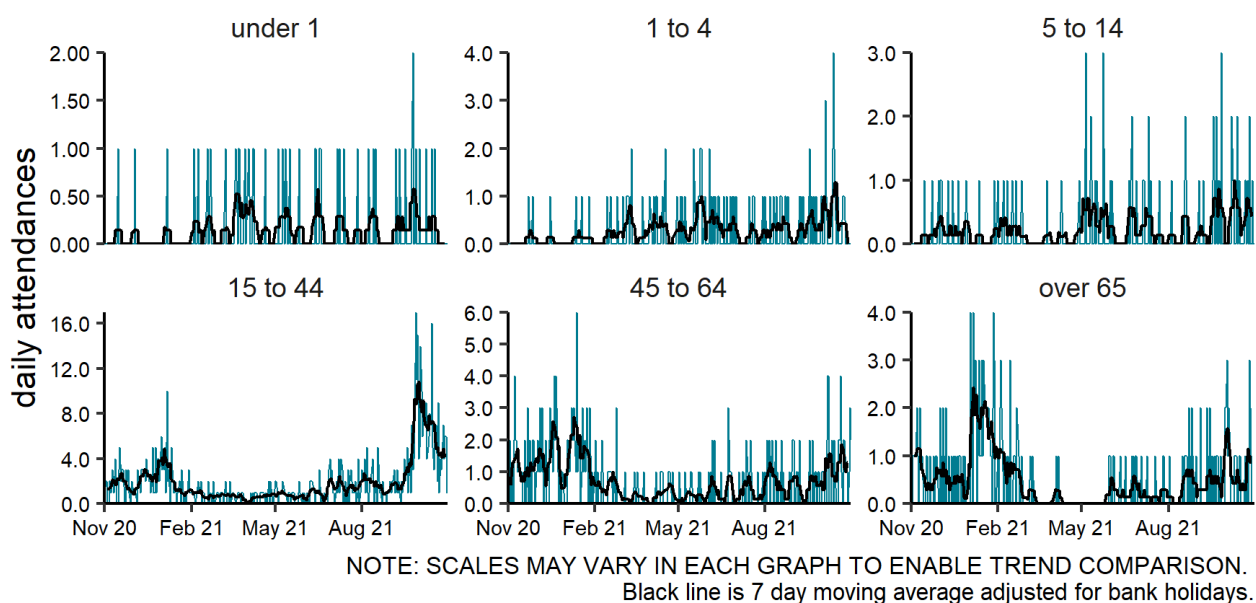 under 1
1 to 4
5 to 14
2.00
1.50
1.00
0.50
0.00
4.0
3.0
2.0
1.0
0.0
3.0
2.0
1.0
0.0
daily attendances
15 to 44
45 to 64
over 65
16.0
12.0
8.0
4.0
0.0
6.0
5.0
4.0
3.0
2.0
1.0
0.0
4.0
3.0
2.0
1.0
0.0
Nov 20 Feb 21 May 21 Aug 21
Nov 20 Feb 21 May 21 Aug 21
Nov 20 Feb 21 May 21 Aug 21
NOTE: SCALES MAY VARY IN EACH GRAPH TO ENABLE TREND COMPARISON.
Black line is 7 day moving average adjusted for bank holidays.